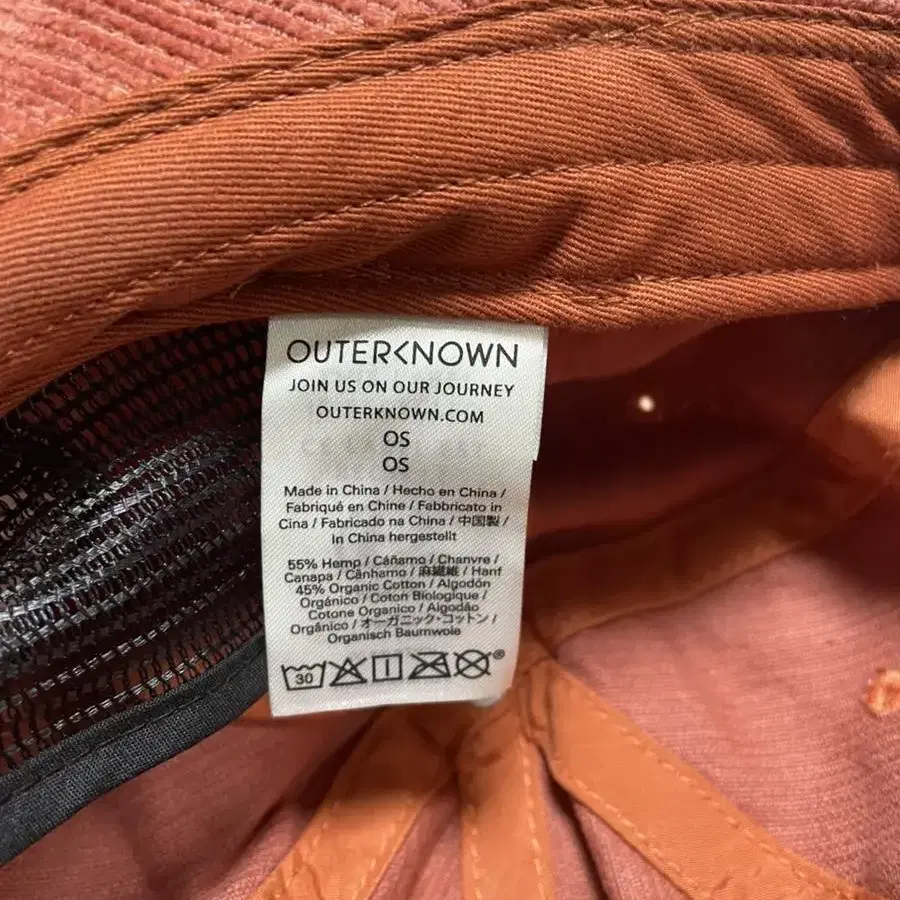 OUTERKNOWN
JOIN US ON OUR JOURNEY
OUTERKNOWN.COM
OS
OS
Made in China / Hecho en China /
Fabriqué en Chine / Fabbricato in
Cina / Fabricado na China / 中国製 /
in China hergestellt
55% Hemp / Cáñamo / Chanvre /
Canapa / Cânhamo / 麻繊維 / Hanf
45% Organic Cotton / Algodón
Orgánico / Coton Biologique /
Cotone Organico / Algodão
Orgânico / オーガニック・コットン /
Organisch Baumwole
30
®